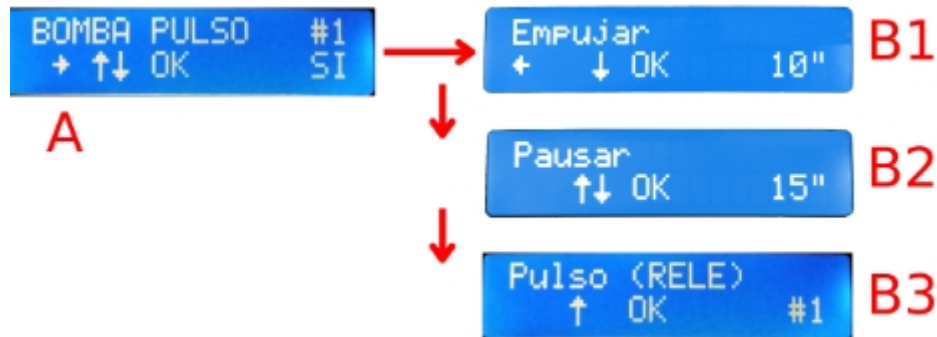 BOMBA PULSO #1
→ ↑↓ OK SI
A
Empujar
← ↓ OK 10"
B1
Pausar
↑↓ OK 15"
B2
Pulso (RELE)
↑ OK #1
B3